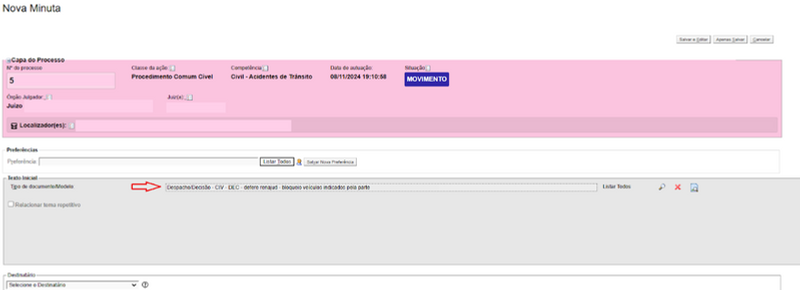 Nova Minuta
Salvar e Editar Apenas Salvar Cancelar
Capa do Processo
Nº do processo Classe da ação: Competência: Data de autuação: Situação:
5 Procedimento Comum Cível Civil - Acidentes de Trânsito 08/11/2024 19:10:58 MOVIMENTO
Órgão Julgador: Juiz(a):
Juízo
Localizador(es):
Preferências
Preferência Listar Todos Salvar Nova Preferência
Texto Inicial
Tipo de documento/Modelo Despacho/Decisão - CIV - DEC - defere renajud - bloqueio veículos indicados pela parte Listar Todos
Relacionar tema repetitivo
Destinatário
Selecione o Destinatário